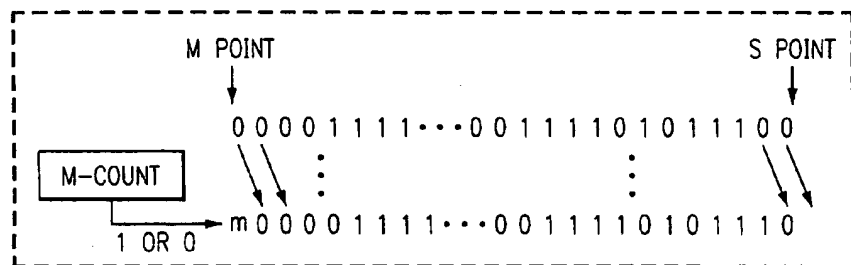 M POINT S POINT
0 0 0 0 1 1 1 1 ··· 0 0 1 1 1 1 0 1 0 1 1 1 0 0
M-COUNT
m 0 0 0 0 1 1 1 1 ··· 0 0 1 1 1 1 0 1 0 1 1 1 0
1 OR 0